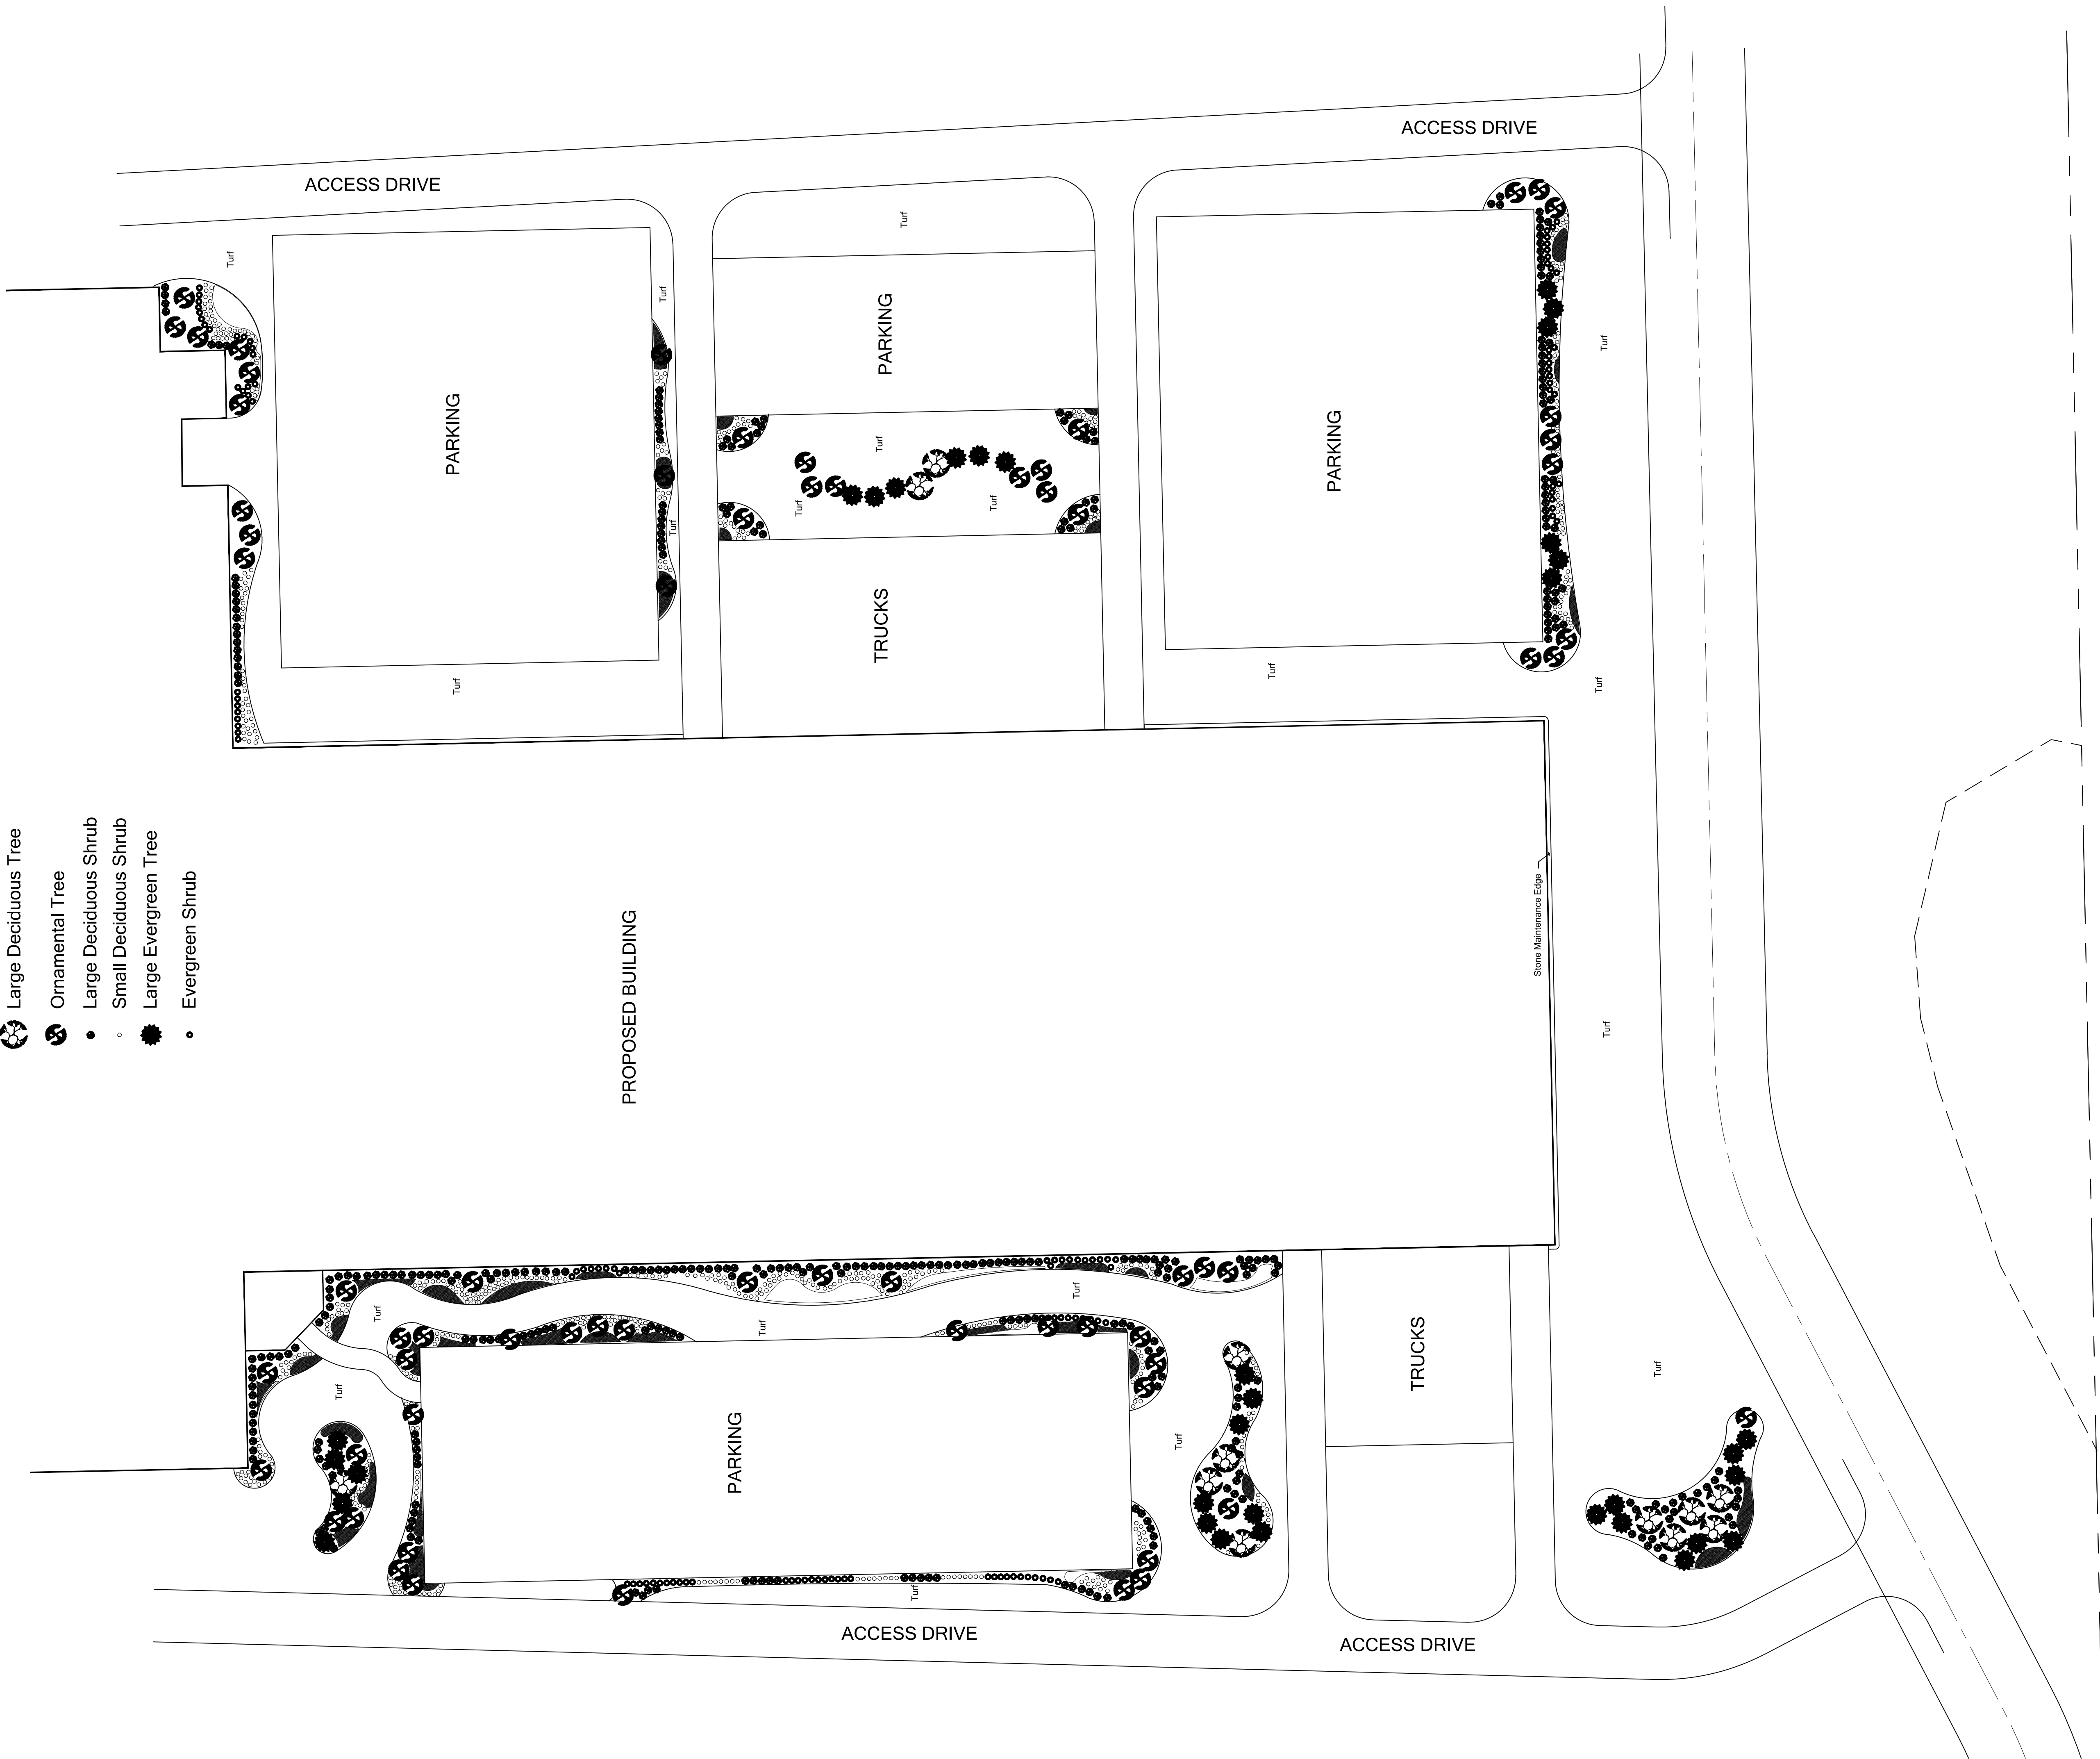 ACCESS DRIVE
ACCESS DRIVE
Turf
Turf
Turf
PARKING
PARKING
PARKING
Turf
Turf
Turf
Turf
Turf
TRUCKS
Turf
Turf
Turf
Large Deciduous Tree
Ornamental Tree
Large Deciduous Shrub
Small Deciduous Shrub
Large Evergreen Tree
Evergreen Shrub
PROPOSED BUILDING
Stone Maintenance Edge
Turf
Turf
Turf
Turf
Turf
Turf
TRUCKS
PARKING
Turf
Turf
ACCESS DRIVE
ACCESS DRIVE